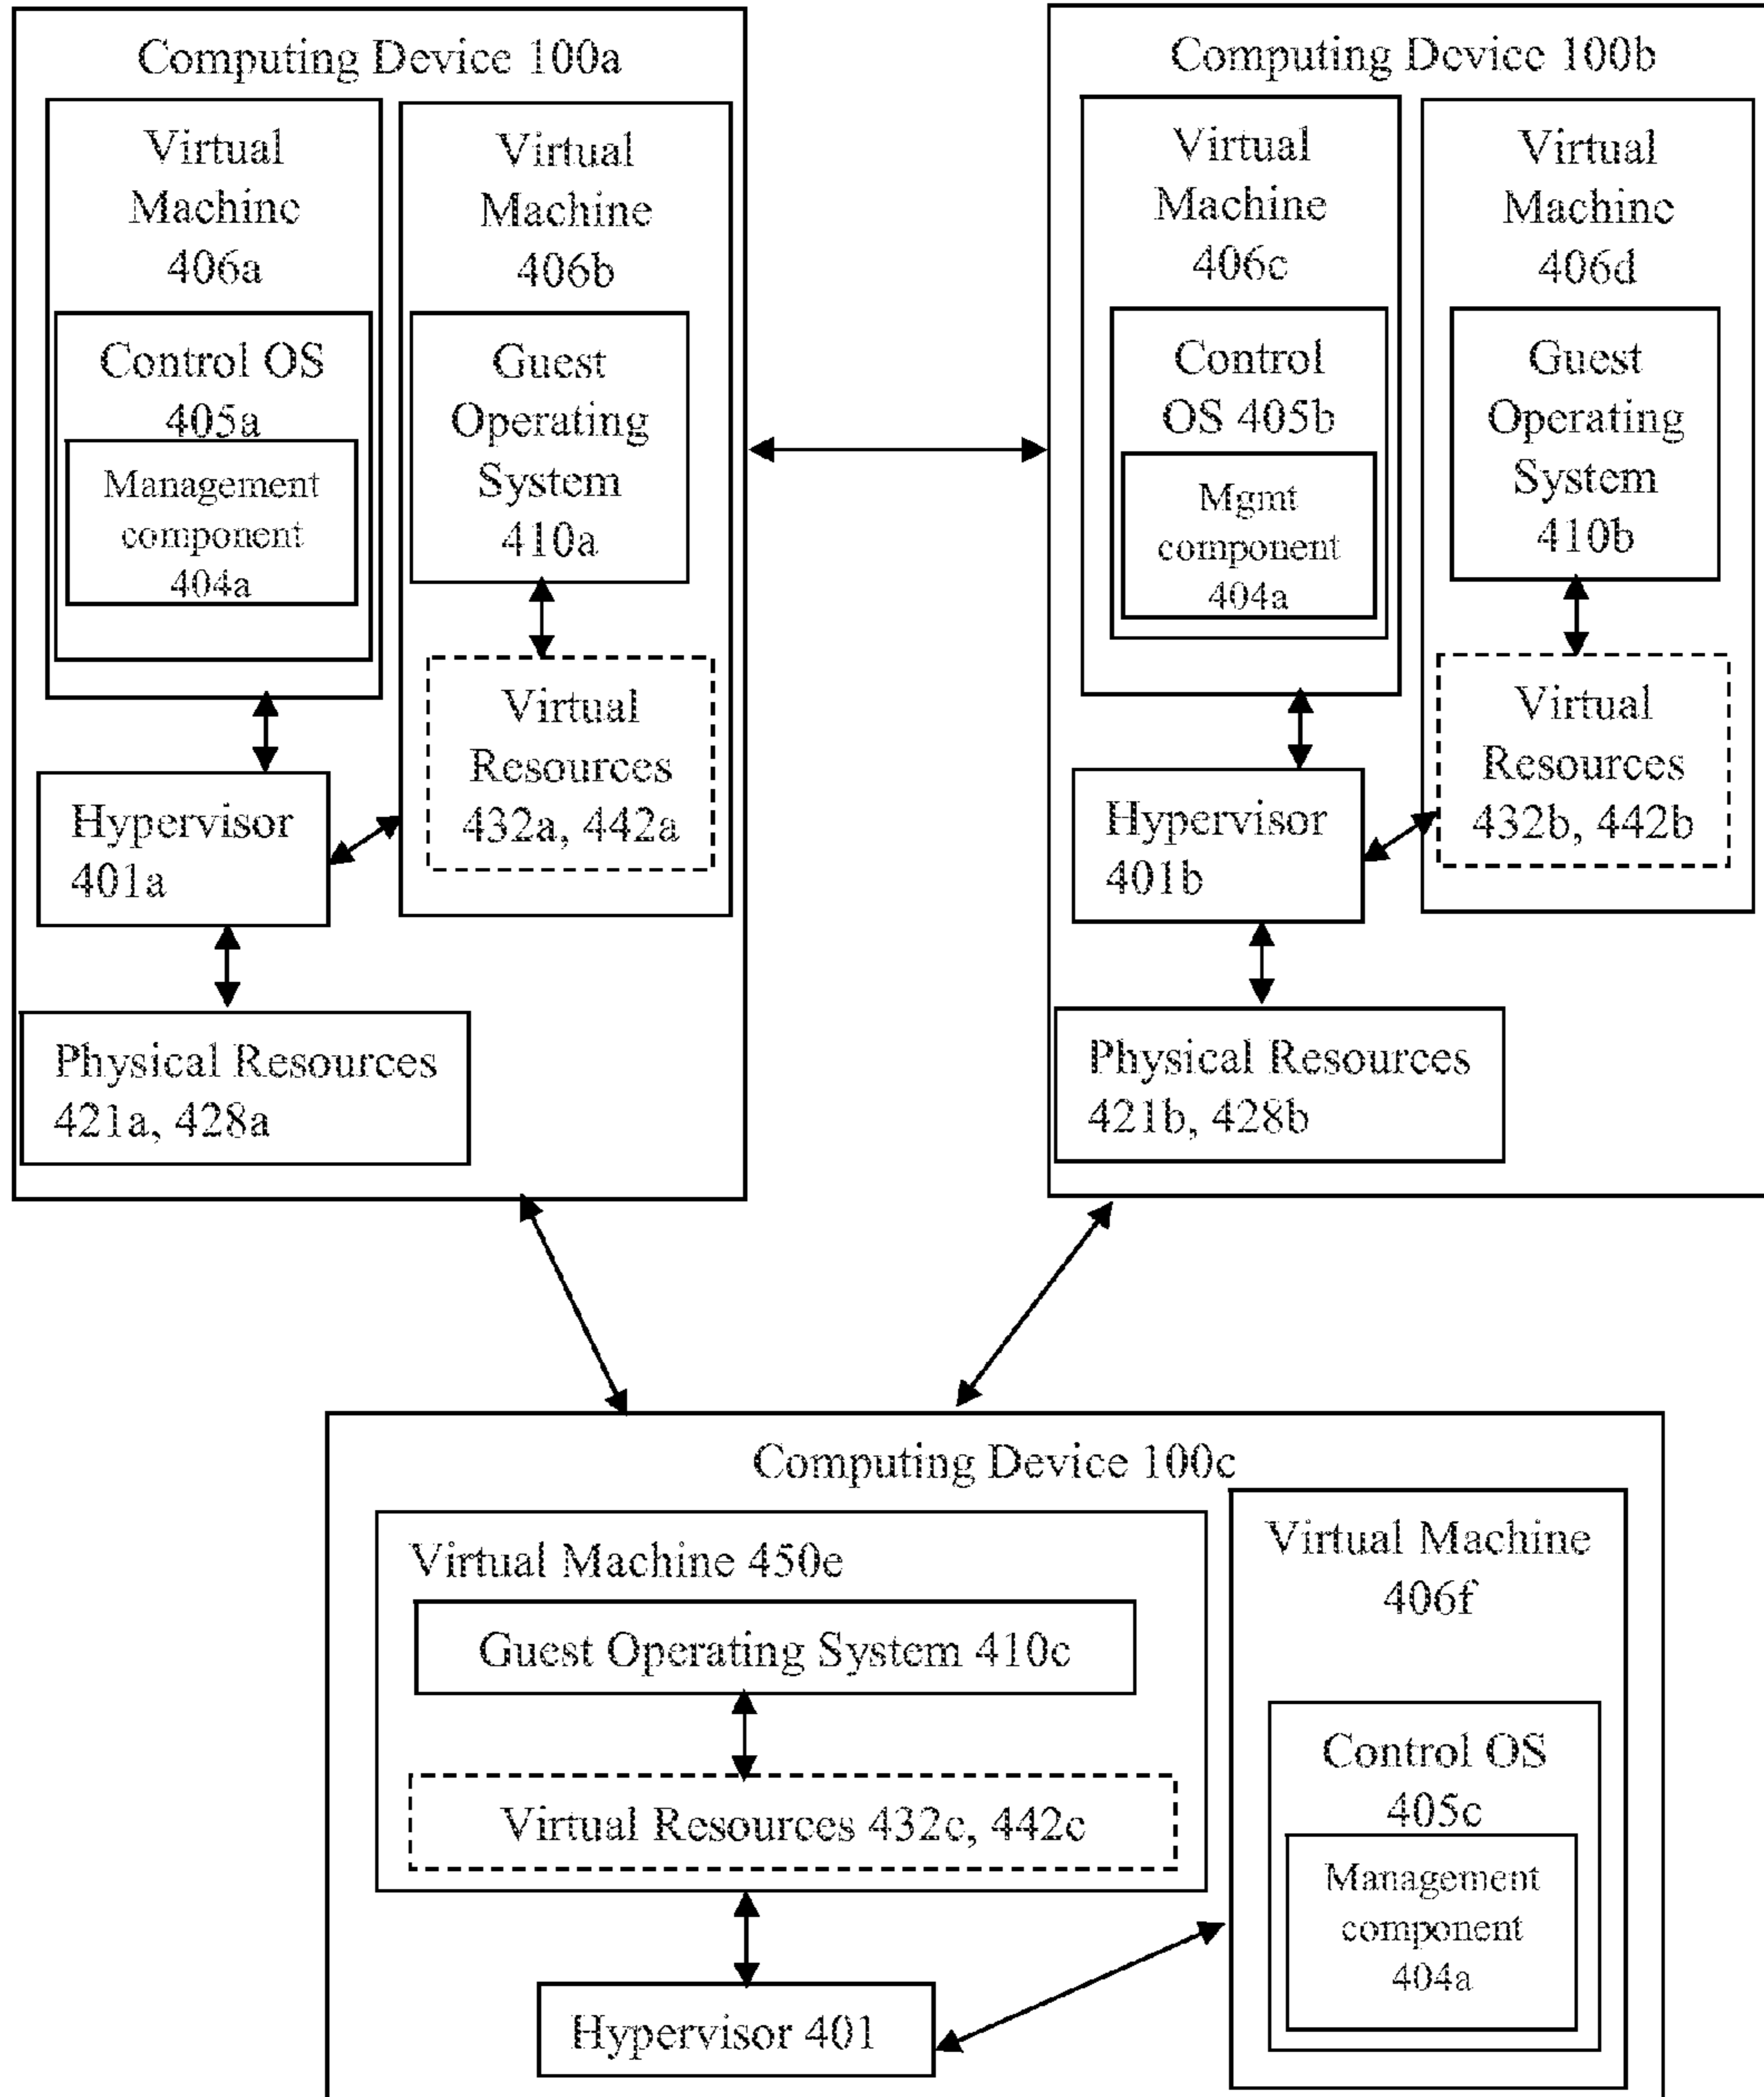 Computing Device 100a
Virtual
Machine
406a
Control OS
405a
Management
component
404a
Virtual
Machine
406b
Guest
Operating
System
410a
Virtual
Resources
432a, 442a
Hypervisor
401a
Physical Resources
421a, 428a
Computing Device 100b
Virtual
Machine
406c
Control
OS 405b
Mgmt
component
404a
Virtual
Machine
406d
Guest
Operating
System
410b
Virtual
Resources
432b, 442b
Hypervisor
401b
Physical Resources
421b, 428b
Computing Device 100c
Virtual Machine 450e
Guest Operating System 410c
Virtual Resources 432c, 442c
Hypervisor 401
Virtual Machine
406f
Control OS
405c
Management
component
404a